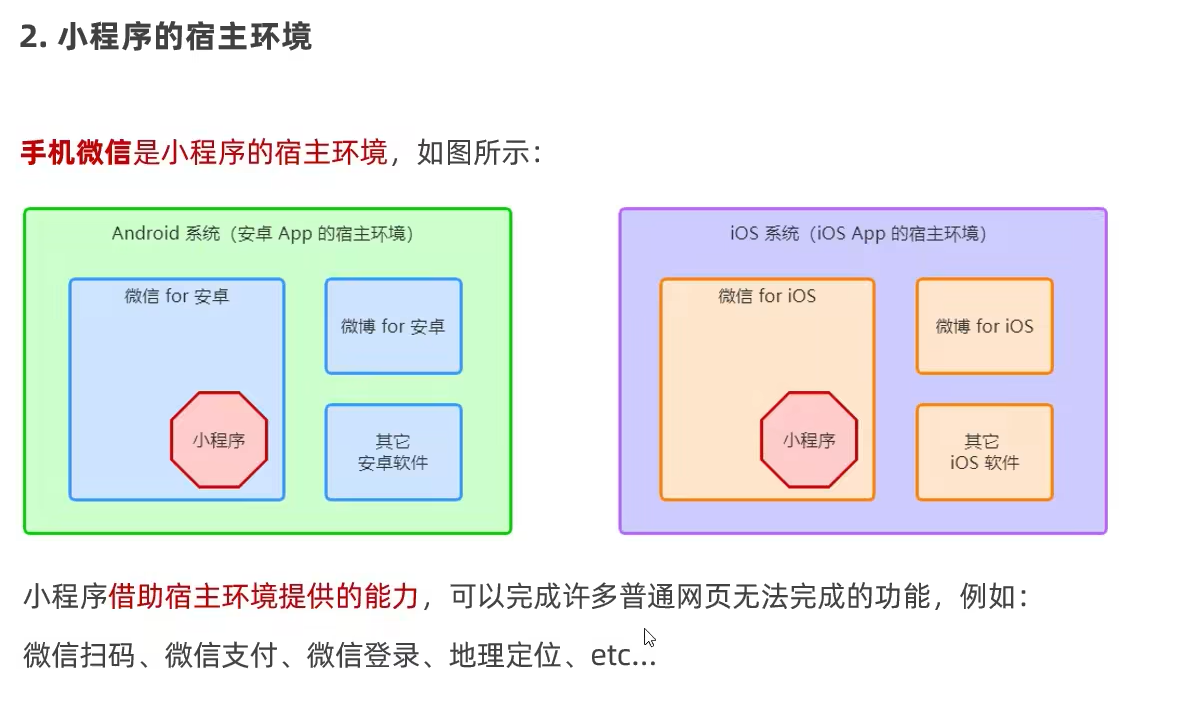 2. 小程序的宿主环境
手机微信是小程序的宿主环境，如图所示：
Android 系统（安卓 App 的宿主环境）
微信 for 安卓
微博 for 安卓
小程序
其它
安卓软件
iOS 系统（iOS App 的宿主环境）
微信 for iOS
微博 for iOS
小程序
其它
iOS 软件
小程序借助宿主环境提供的能力，可以完成许多普通网页无法完成的功能，例如：
微信扫码、微信支付、微信登录、地理定位、etc...